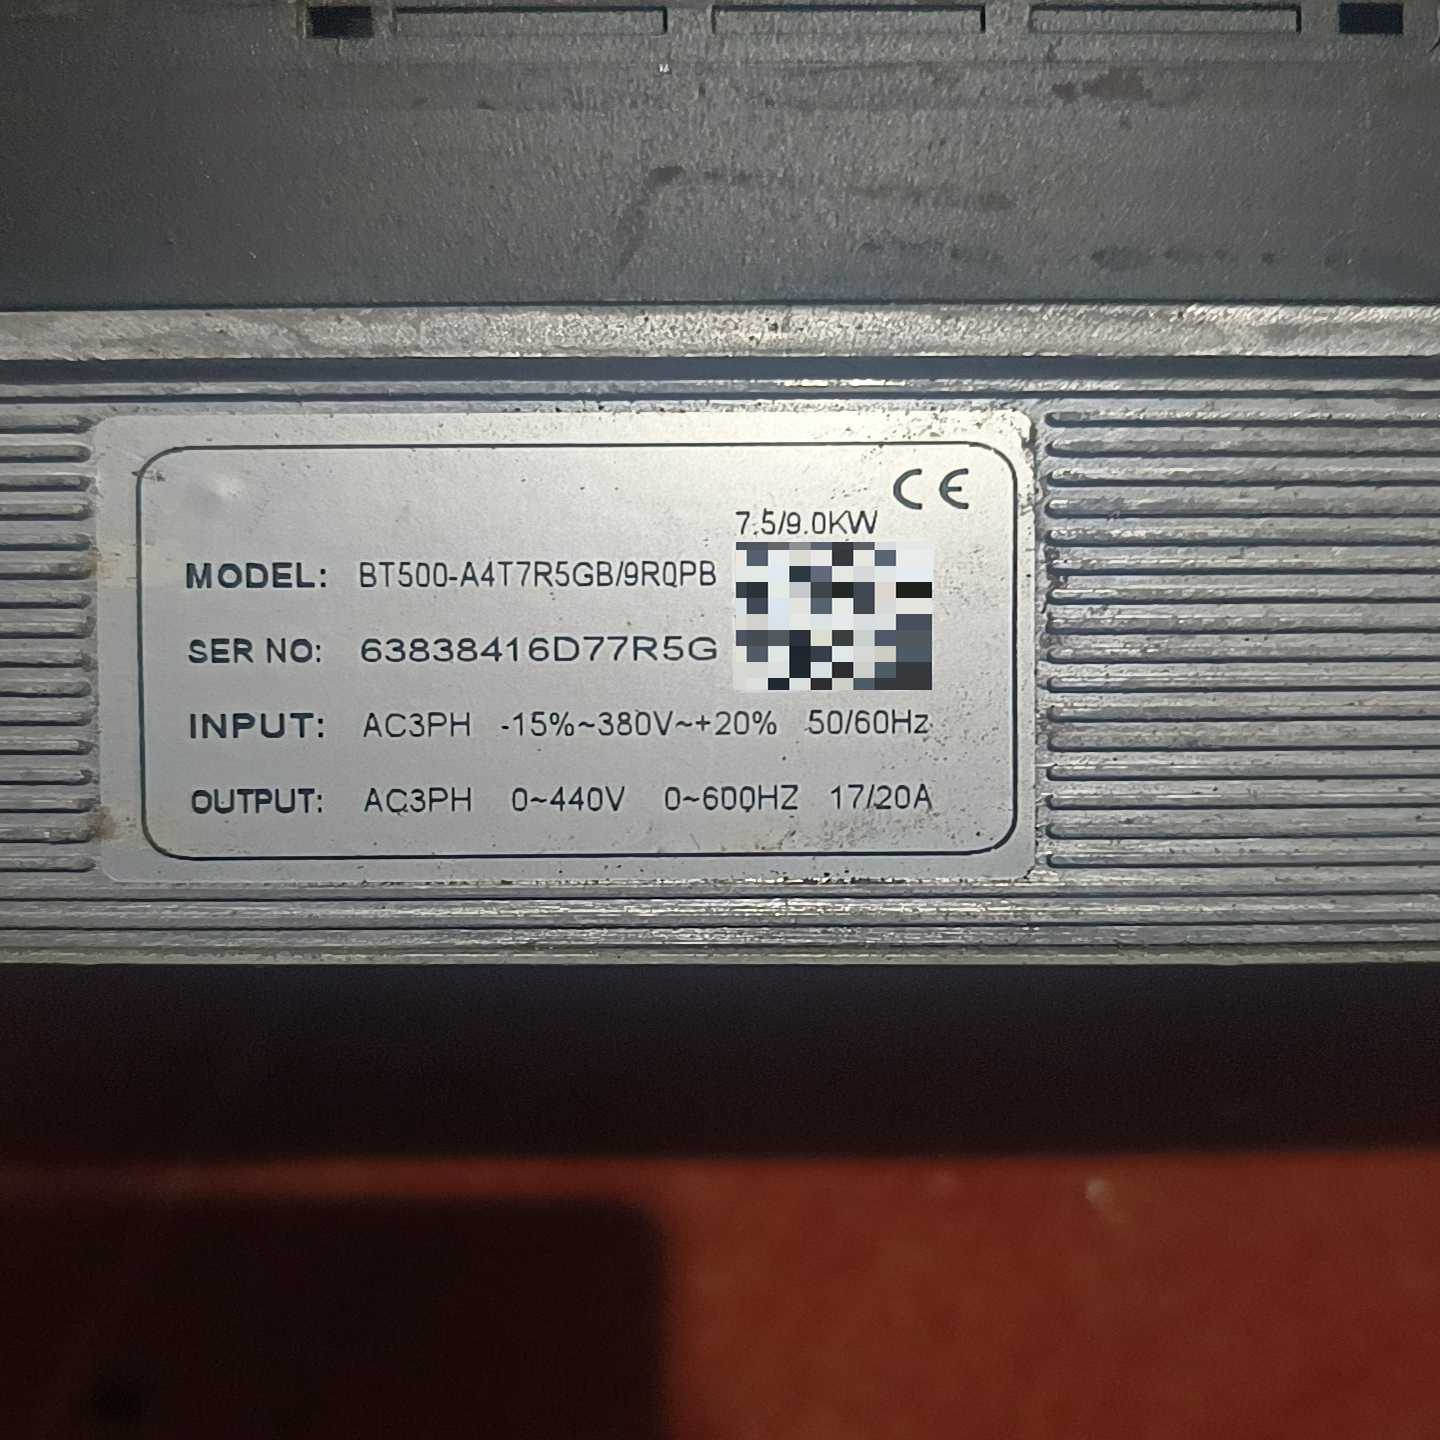 CE
7.5/9.0KW
MODEL: BT500-A4T7R5GB/9R0PB
SER NO: 63838416D77R5G
INPUT: AC3PH -15%~380V~+20% 50/60Hz
OUTPUT: AC3PH 0~440V 0~600HZ 17/20A